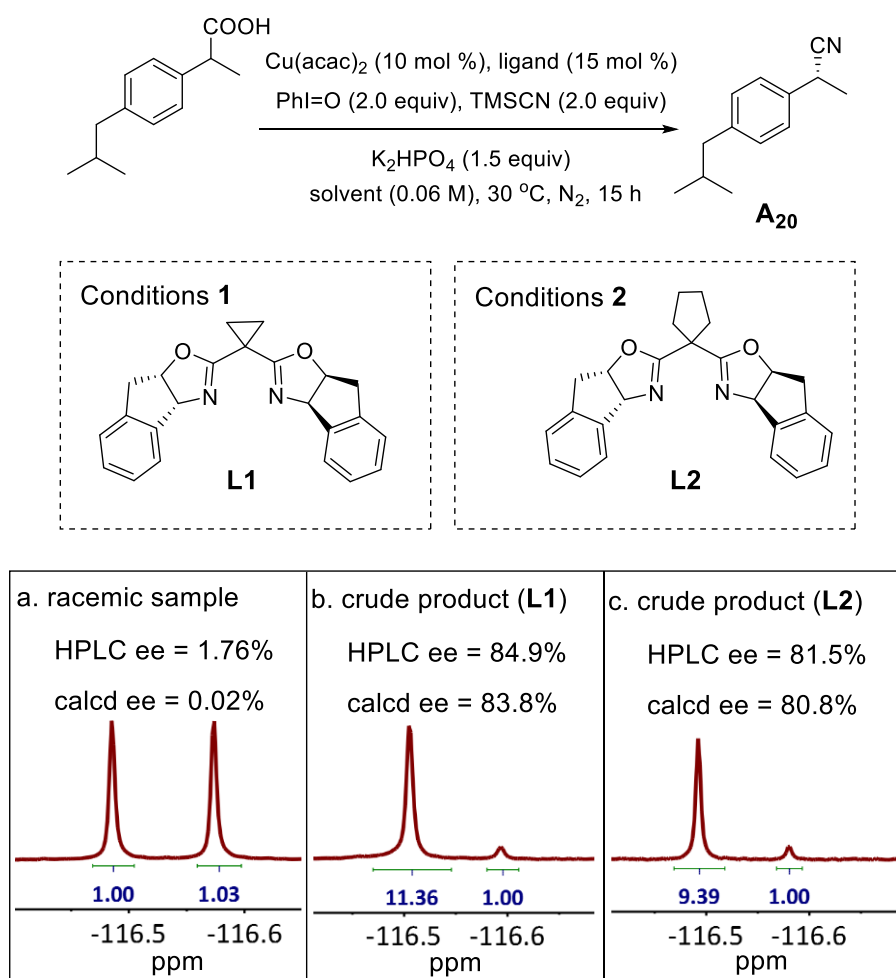 COOH
Cu(acac)2 (10 mol %), ligand (15 mol %)
PhI=O (2.0 equiv), TMSCN (2.0 equiv)
K2HPO4 (1.5 equiv)
solvent (0.06 M), 30 °C, N2, 15 h
CN
A20
Conditions 1
O
O
N
N
L1
Conditions 2
O
O
N
N
L2
a. racemic sample
HPLC ee = 1.76%
calcd ee = 0.02%
1.00
1.03
-116.5
-116.6
ppm
b. crude product (L1)
HPLC ee = 84.9%
calcd ee = 83.8%
11.36
1.00
-116.5
-116.6
ppm
c. crude product (L2)
HPLC ee = 81.5%
calcd ee = 80.8%
9.39
1.00
-116.5
-116.6
ppm